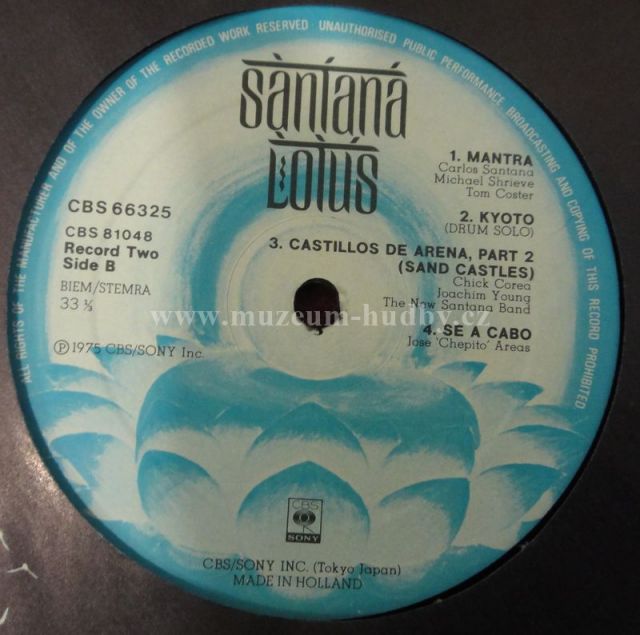 ALL RIGHTS OF THE MANUFACTURER AND OF THE OWNER OF THE RECORDED WORK RESERVED UNAUTHORISED PUBLIC PERFORMANCE BROADCASTING AND COPYING OF THIS RECORD PROHIBITED
Santana
Lotus
CBS 66325
CBS 81048
Record Two
Side B
BIEM/STEMRA
33 ⅓
℗ 1975 CBS/SONY Inc.
1. MANTRA
Carlos Santana
Michael Shrieve
Tom Coster
2. KYOTO
(DRUM SOLO)
3. CASTILLOS DE ARENA, PART 2
(SAND CASTLES)
Chick Corea
Joachim Young
The New Santana Band
4. SE A CABO
Jose 'Chepito' Areas
www.muzeum-hudby.cz
CBS
SONY
CBS/SONY INC. (Tokyo Japan)
MADE IN HOLLAND